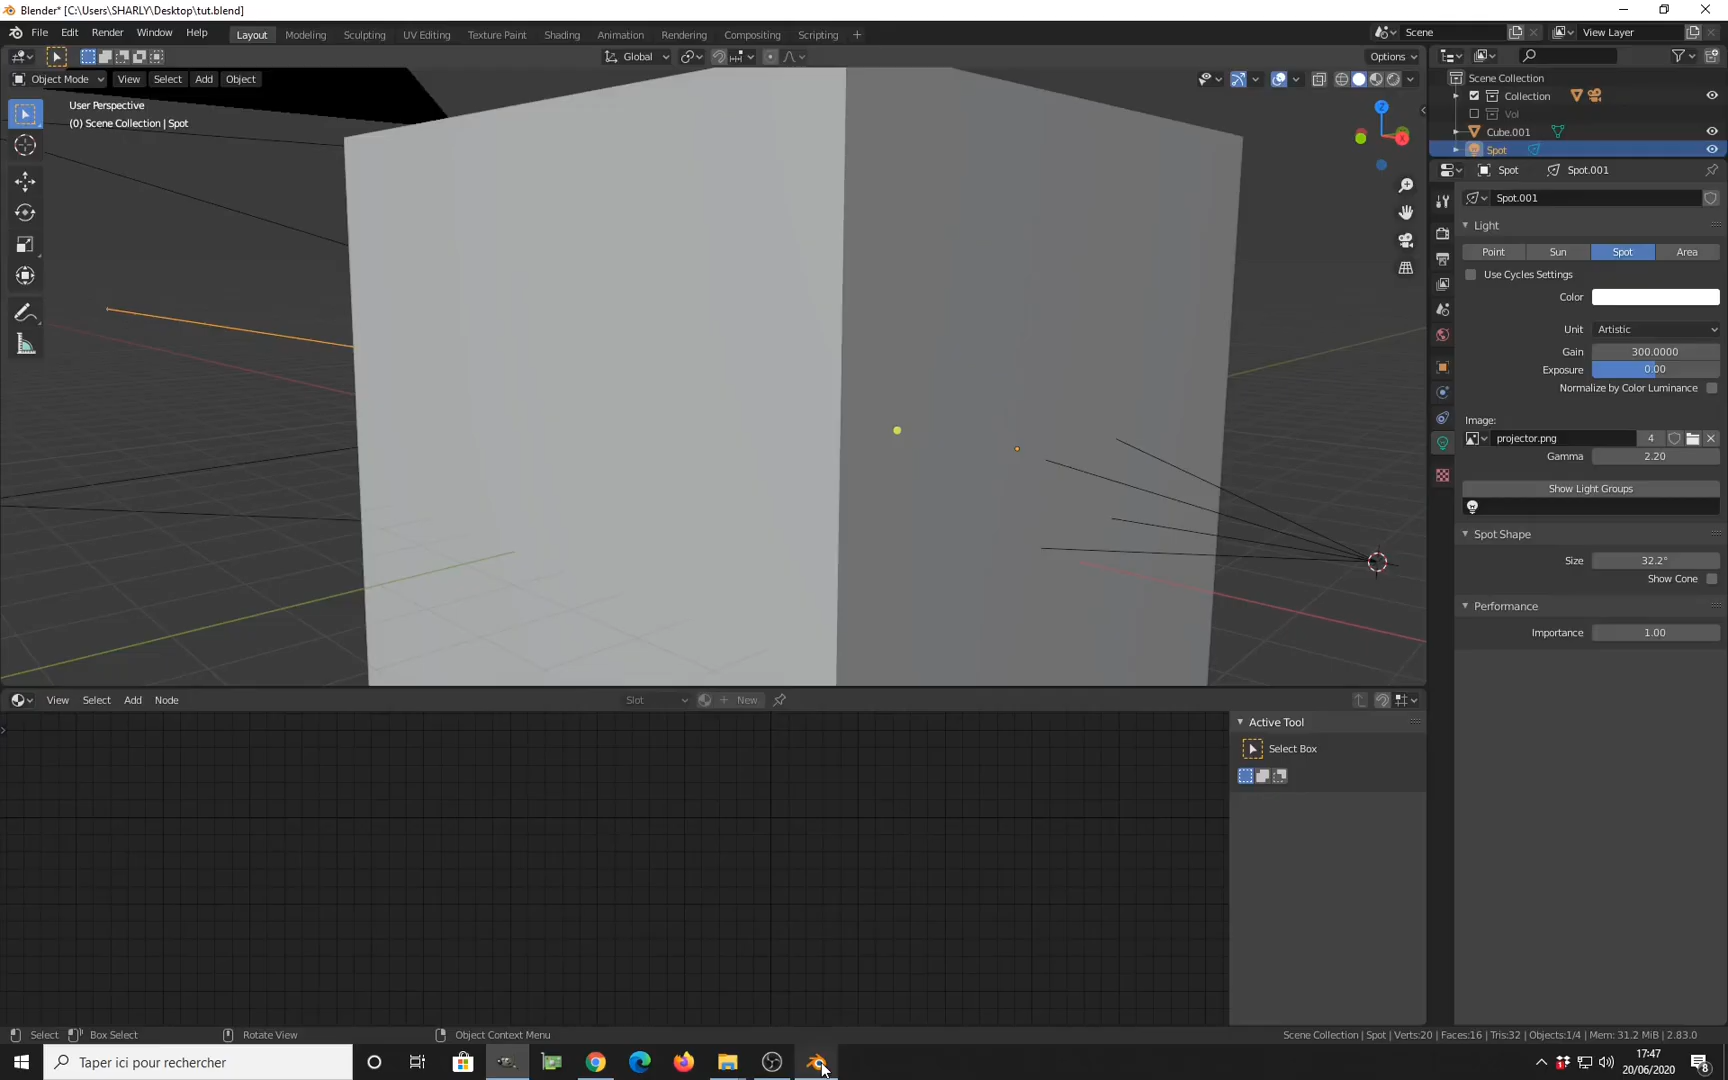 Blender* [C:\Users\SHARLY\Desktop\tut.blend]
File Edit Render Window Help Layout Modeling Sculpting UV Editing Texture Paint Shading Animation Rendering Compositing Scripting + Scene View Layer
Global Options
Object Mode View Select Add Object
User Perspective
(0) Scene Collection | Spot
Z
Scene Collection
Collection
Vol
Cube.001
Spot
Spot Spot.001
Spot.001
Light
Point Sun Spot Area
Use Cycles Settings
Color
Unit Artistic
Gain 300.0000
Exposure 0.00
Normalize by Color Luminance
Image:
projector.png 4
Gamma 2.20
Show Light Groups
Spot Shape
Size 32.2°
Show Cone
Performance
Importance 1.00
View Select Add Node Slot + New
Active Tool
Select Box
Select Box Select Rotate View Object Context Menu Scene Collection | Spot | Verts:20 | Faces:16 | Tris:32 | Objects:1/4 | Mem: 31.2 MiB | 2.83.0
Taper ici pour rechercher
17:47
20/06/2020
8